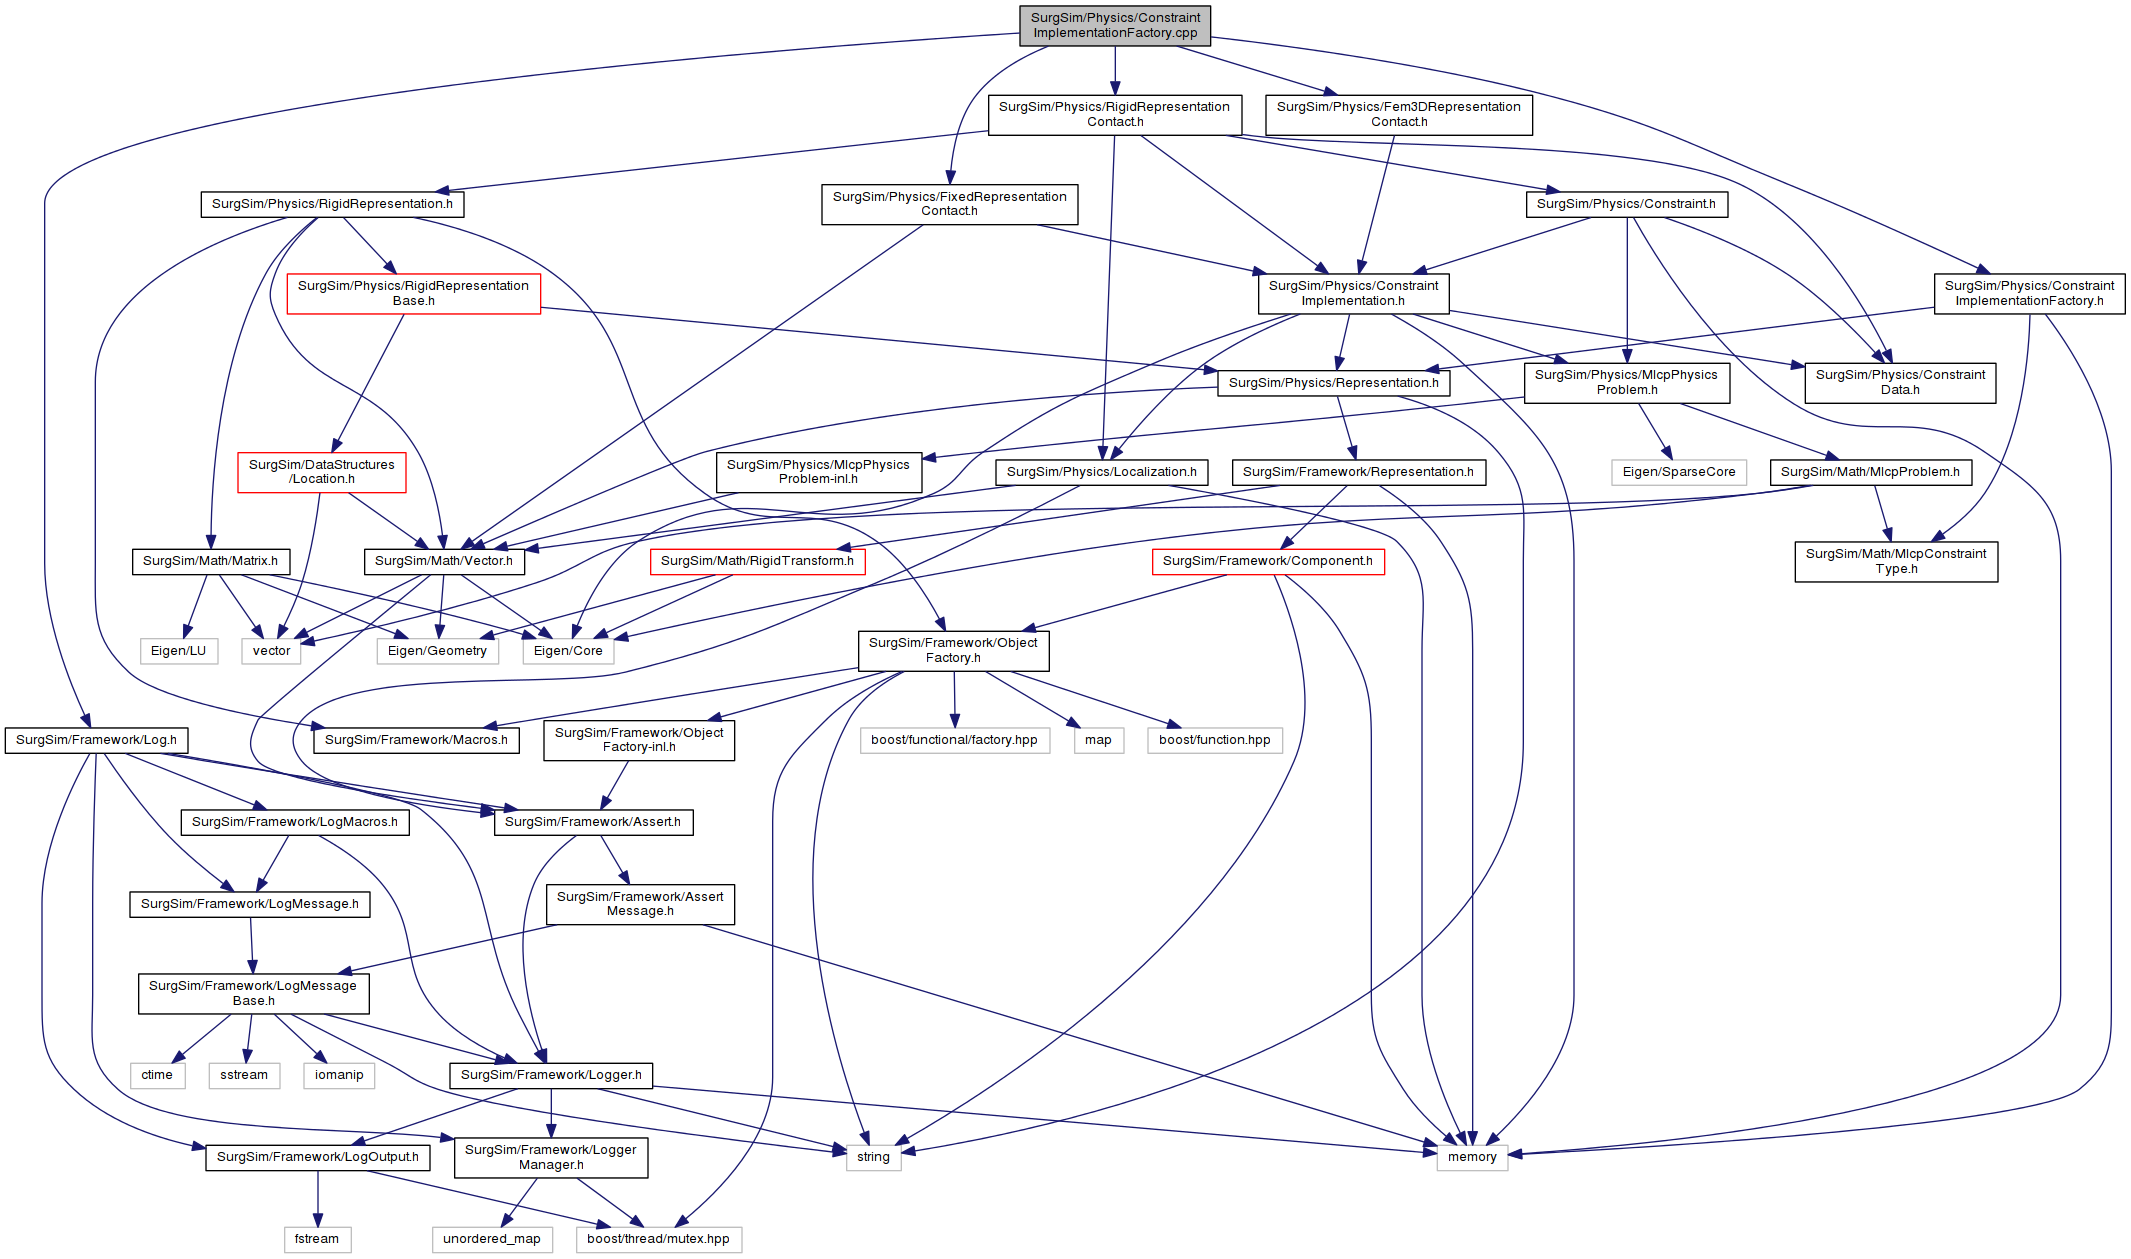 SurgSim/Physics/Constraint
ImplementationFactory.cpp
SurgSim/Physics/RigidRepresentation
Contact.h
SurgSim/Physics/Fem3DRepresentation
Contact.h
SurgSim/Physics/RigidRepresentation.h
SurgSim/Physics/FixedRepresentation
Contact.h
SurgSim/Physics/Constraint.h
SurgSim/Physics/RigidRepresentation
Base.h
SurgSim/Physics/Constraint
Implementation.h
SurgSim/Physics/Constraint
ImplementationFactory.h
SurgSim/Physics/Representation.h
SurgSim/Physics/MlcpPhysics
Problem.h
SurgSim/Physics/Constraint
Data.h
SurgSim/DataStructures
/Location.h
SurgSim/Physics/MlcpPhysics
Problem-inl.h
SurgSim/Physics/Localization.h
SurgSim/Framework/Representation.h
Eigen/SparseCore
SurgSim/Math/MlcpProblem.h
SurgSim/Math/Matrix.h
SurgSim/Math/Vector.h
SurgSim/Math/RigidTransform.h
SurgSim/Framework/Component.h
SurgSim/Math/MlcpConstraint
Type.h
Eigen/LU
vector
Eigen/Geometry
Eigen/Core
SurgSim/Framework/Object
Factory.h
SurgSim/Framework/Log.h
SurgSim/Framework/Macros.h
SurgSim/Framework/Object
Factory-inl.h
boost/functional/factory.hpp
map
boost/function.hpp
SurgSim/Framework/LogMacros.h
SurgSim/Framework/Assert.h
SurgSim/Framework/LogMessage.h
SurgSim/Framework/Assert
Message.h
SurgSim/Framework/LogMessage
Base.h
ctime
sstream
iomanip
SurgSim/Framework/Logger.h
SurgSim/Framework/LogOutput.h
SurgSim/Framework/Logger
Manager.h
string
memory
fstream
unordered_map
boost/thread/mutex.hpp